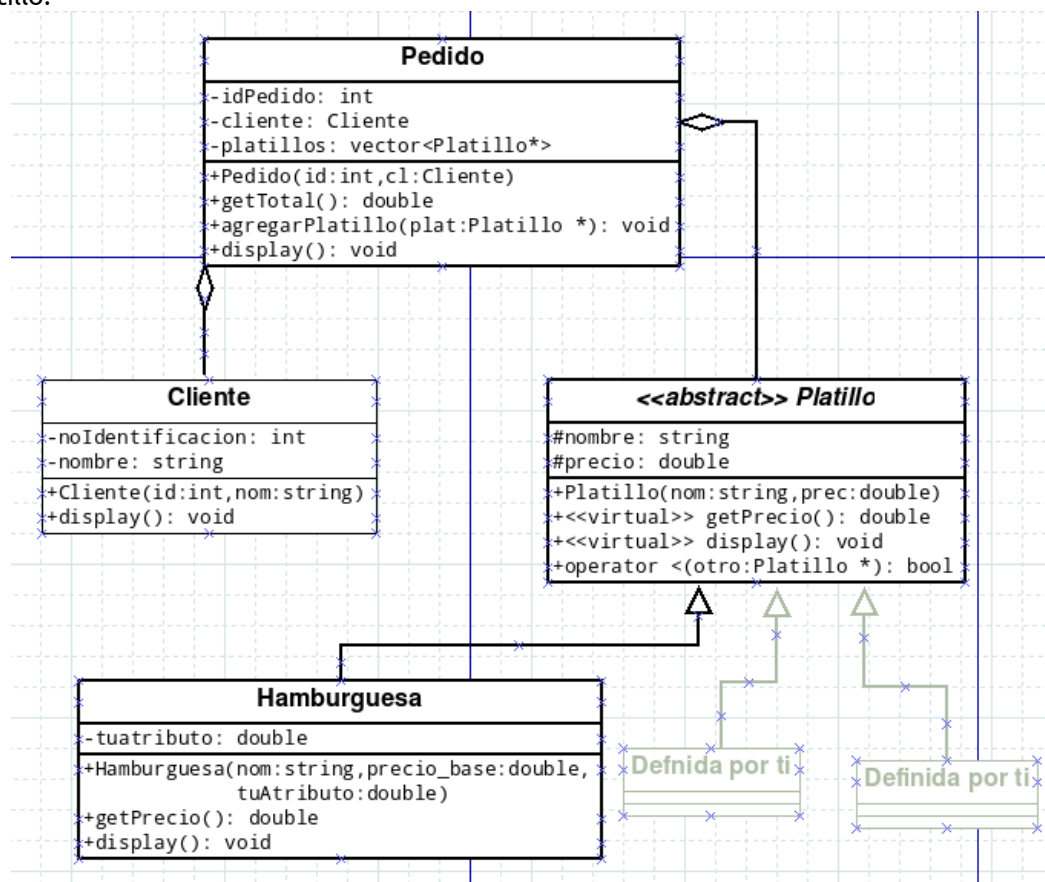 Pedido
-idPedido: int
-cliente: Cliente
-platillos: vector<Platillo*>
+Pedido(id:int,cl:Cliente)
+getTotal(): double
+agregarPlatillo(plat:Platillo *): void
+display(): void
Cliente
-noIdentificacion: int
-nombre: string
+Cliente(id:int,nom:string)
+display(): void
<<abstract>> Platillo
#nombre: string
#precio: double
+Platillo(nom:string,prec:double)
+<<virtual>> getPrecio(): double
+<<virtual>> display(): void
+operator <(otro:Platillo *): bool
Hamburguesa
-tuatributo: double
+Hamburguesa(nom:string,precio_base:double,
tuAtributo:double)
+getPrecio(): double
+display(): void
Defnida por ti
Definida por ti